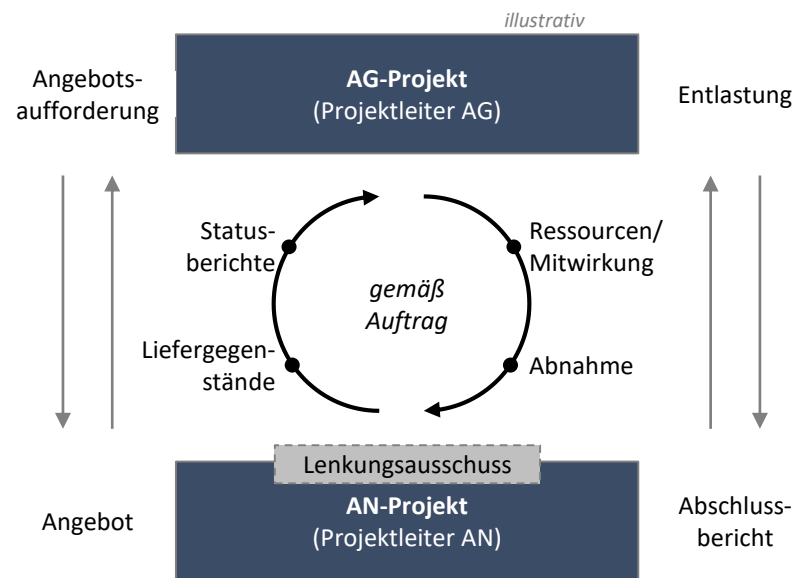 illustrativ
Angebots-
aufforderung
AG-Projekt
(Projektleiter AG)
Entlastung
Status-
berichte
Ressourcen/
Mitwirkung
gemäß
Auftrag
Liefergegen-
stände
Abnahme
Lenkungsausschuss
Angebot
AN-Projekt
(Projektleiter AN)
Abschluss-
bericht